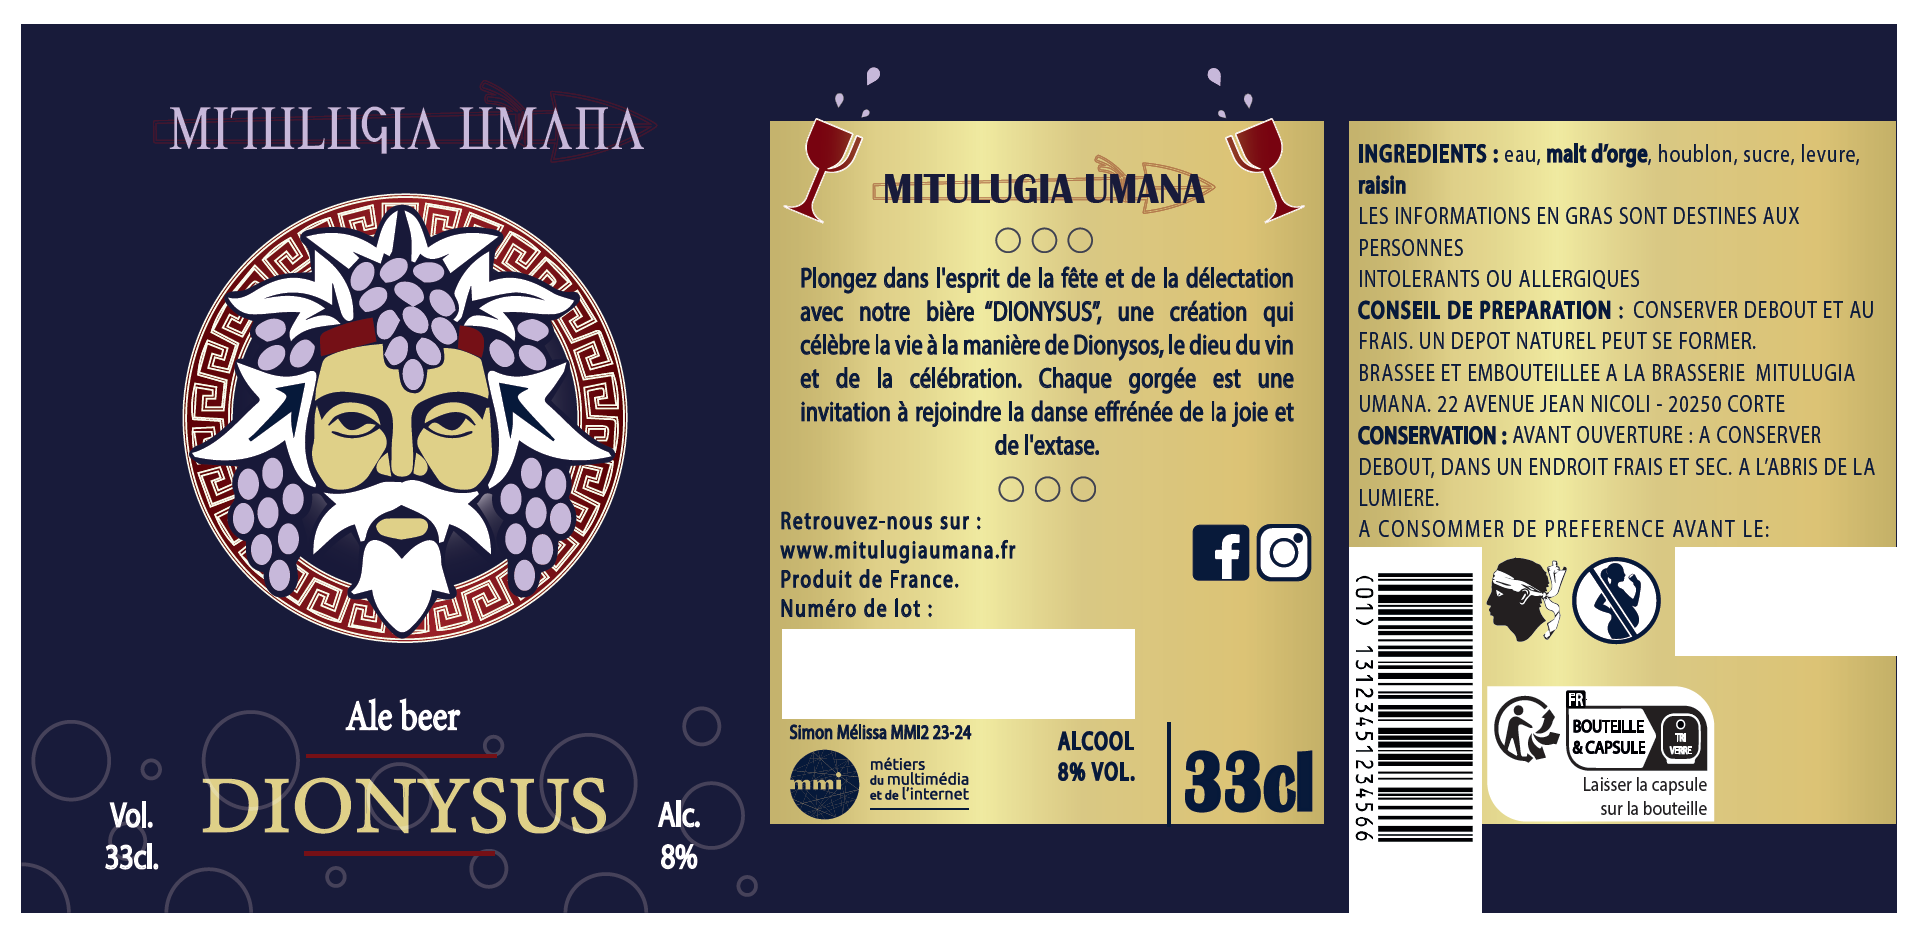 MITULUGIA UMANA
Ale beer
DIONYSUS
Vol.
33cl.
Alc.
8%
MITULUGIA UMANA
Plongez dans l'esprit de la fête et de la délectation
avec notre bière “DIONYSUS”, une création qui
célèbre la vie à la manière de Dionysos, le dieu du vin
et de la célébration. Chaque gorgée est une
invitation à rejoindre la danse effrénée de la joie et
de l'extase.
Retrouvez-nous sur :
www.mitulugiaumana.fr
Produit de France.
Numéro de lot :
Simon Mélissa MMI2 23-24
mmi
métiers
du multimédia
et de l'internet
ALCOOL
8% VOL.
33cl
INGREDIENTS : eau, malt d’orge, houblon, sucre, levure,
raisin
LES INFORMATIONS EN GRAS SONT DESTINES AUX
PERSONNES
INTOLERANTS OU ALLERGIQUES
CONSEIL DE PREPARATION : CONSERVER DEBOUT ET AU
FRAIS. UN DEPOT NATUREL PEUT SE FORMER.
BRASSEE ET EMBOUTEILLEE A LA BRASSERIE MITULUGIA
UMANA. 22 AVENUE JEAN NICOLI - 20250 CORTE
CONSERVATION : AVANT OUVERTURE : A CONSERVER
DEBOUT, DANS UN ENDROIT FRAIS ET SEC. A L’ABRIS DE LA
LUMIERE.
A CONSOMMER DE PREFERENCE AVANT LE:
(01) 13123451234566
FR
BOUTEILLE
& CAPSULE
TRI
VERRE
Laisser la capsule
sur la bouteille